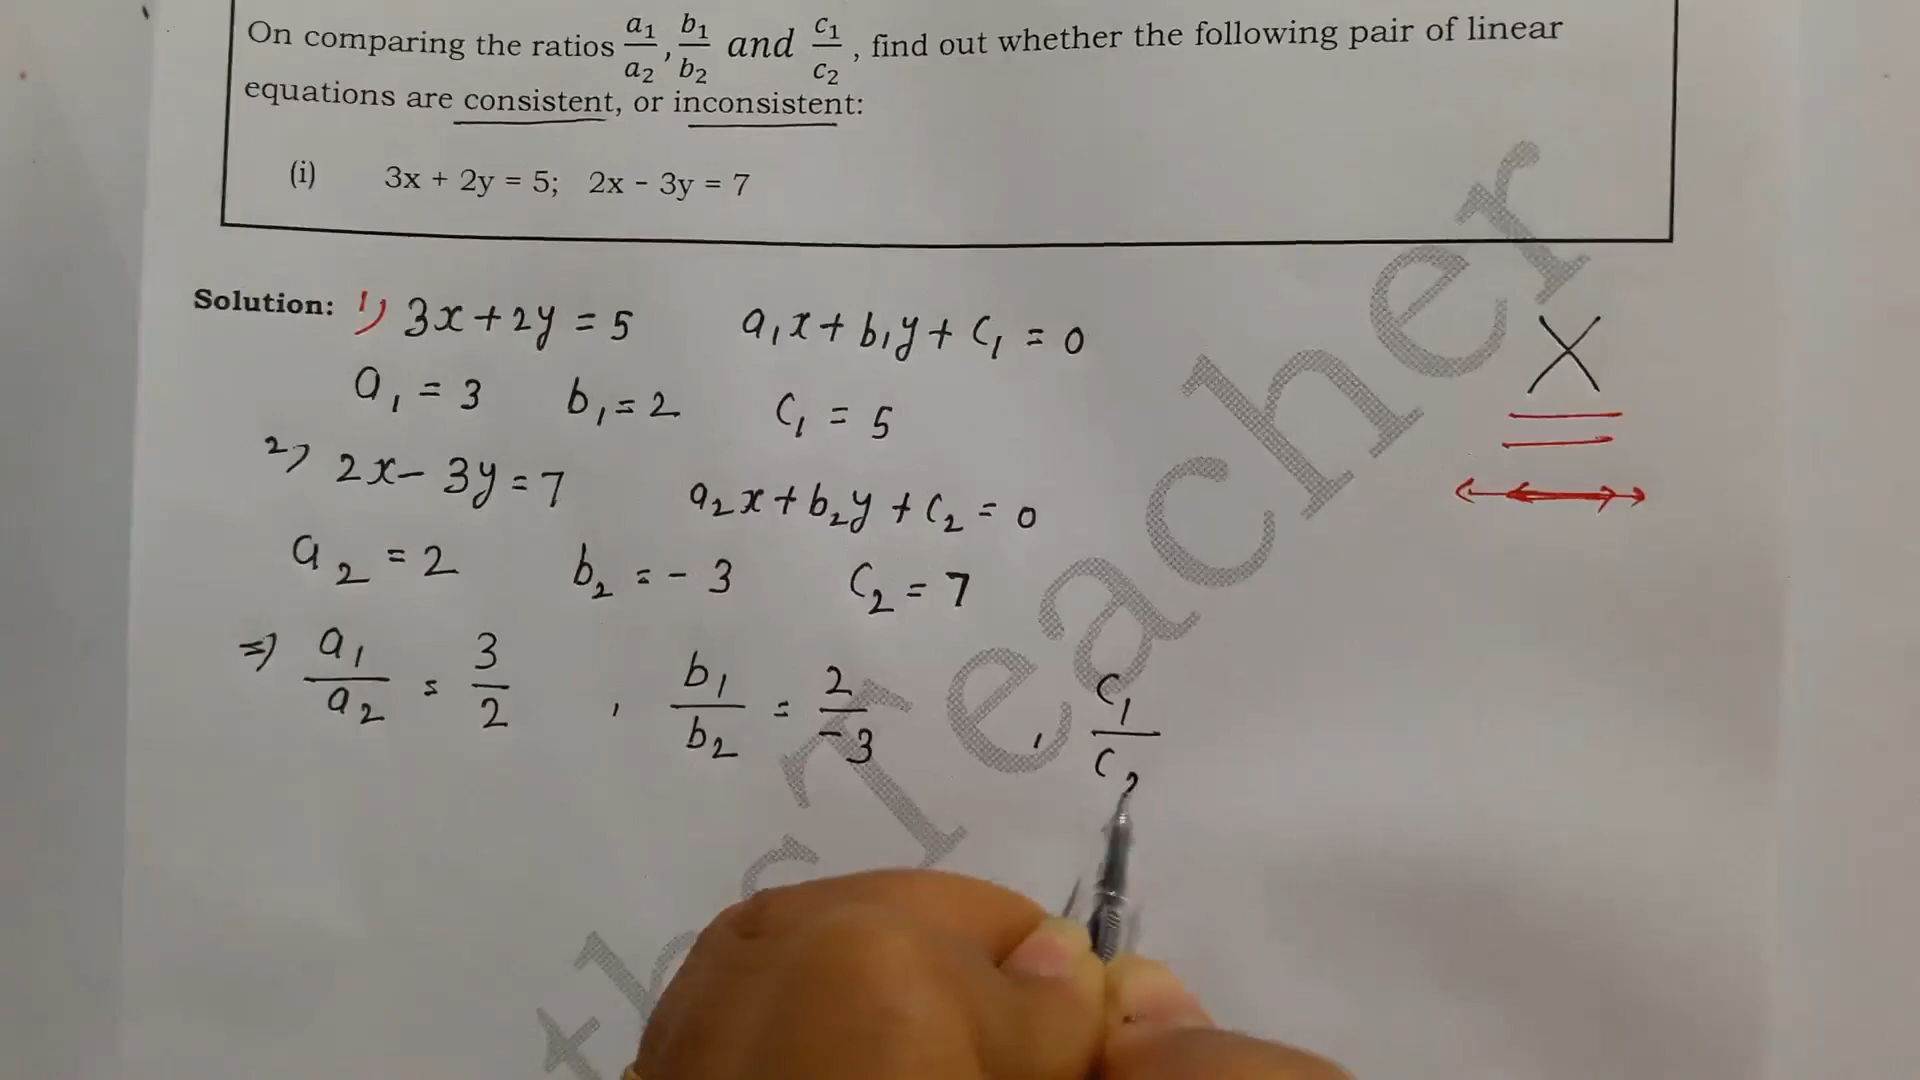 On comparing the ratios a₁/a₂, b₁/b₂ and c₁/c₂, find out whether the following pair of linear
equations are consistent, or inconsistent:
(i) 3x + 2y = 5; 2x - 3y = 7
Solution: 1) 3x + 2y = 5 a₁x + b₁y + c₁ = 0
a₁ = 3 b₁ = 2 c₁ = 5
2) 2x - 3y = 7 a₂x + b₂y + c₂ = 0
a₂ = 2 b₂ = - 3 c₂ = 7
⇒) a₁/a₂ = 3/2 , b₁/b₂ = 2/-3 , c₁/c₂
Teacher